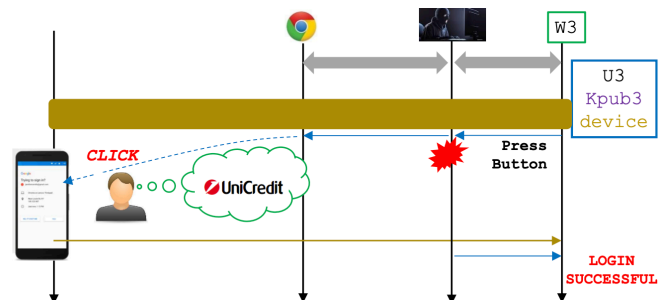 W3
U3
Kpub3
device
Press
Button
CLICK
UniCredit
LOGIN
SUCCESSFUL